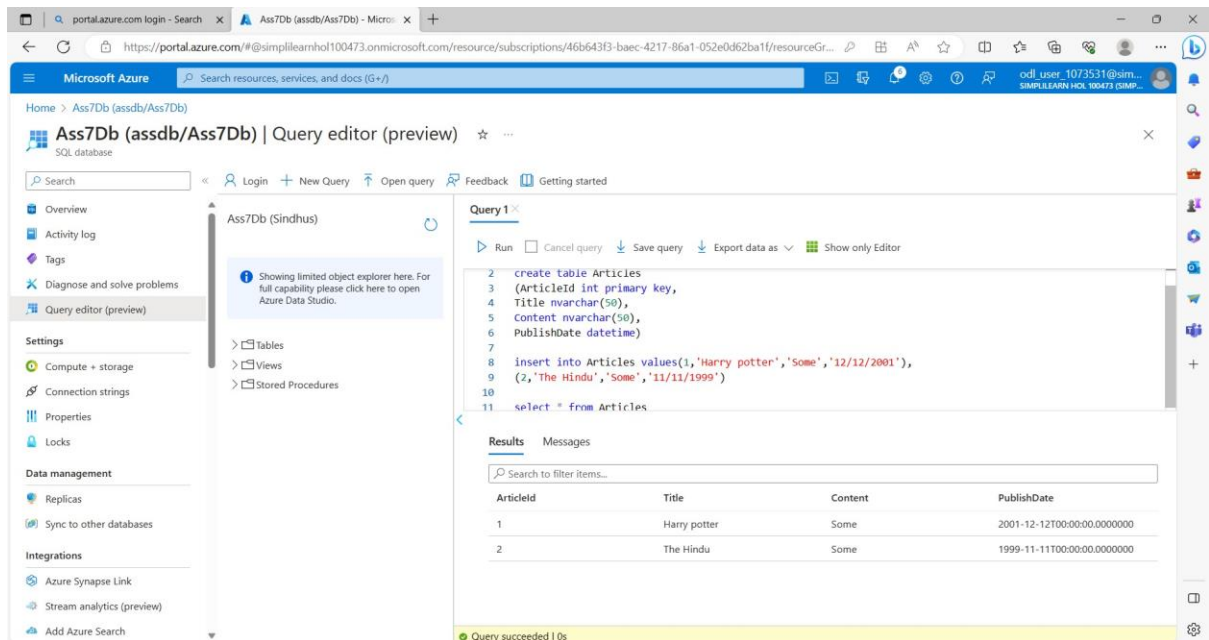 portal.azure.com login - Search
Ass7Db (assdb/Ass7Db) - Micros
https://portal.azure.com/#@simplilearnhol100473.onmicrosoft.com/resource/subscriptions/46b643f3-baec-4217-86a1-052e0d62ba1f/resourceGr...
Microsoft Azure
Search resources, services, and docs (G+/)
6
odl_user_1073531@sim...
SIMPLILEARN HOL 100473 (SIMP...
Home > Ass7Db (assdb/Ass7Db)
Ass7Db (assdb/Ass7Db) | Query editor (preview)
SQL database
Search
Login
New Query
Open query
Feedback
Getting started
Overview
Activity log
Tags
Diagnose and solve problems
Query editor (preview)
Settings
Compute + storage
Connection strings
Properties
Locks
Data management
Replicas
Sync to other databases
Integrations
Azure Synapse Link
Stream analytics (preview)
Add Azure Search
Ass7Db (Sindhus)
Showing limited object explorer here. For
full capability please click here to open
Azure Data Studio.
Tables
Views
Stored Procedures
Query 1
Run
Cancel query
Save query
Export data as
Show only Editor
2 create table Articles
3 (ArticleId int primary key,
4 Title nvarchar(50),
5 Content nvarchar(50),
6 PublishDate datetime)
7
8 insert into Articles values(1,'Harry potter','Some','12/12/2001'),
9 (2,'The Hindu','Some','11/11/1999')
10
11 select * from Articles
Results Messages
Search to filter items...
ArticleId Title Content PublishDate
1 Harry potter Some 2001-12-12T00:00:00.0000000
2 The Hindu Some 1999-11-11T00:00:00.0000000
Query succeeded | 0s